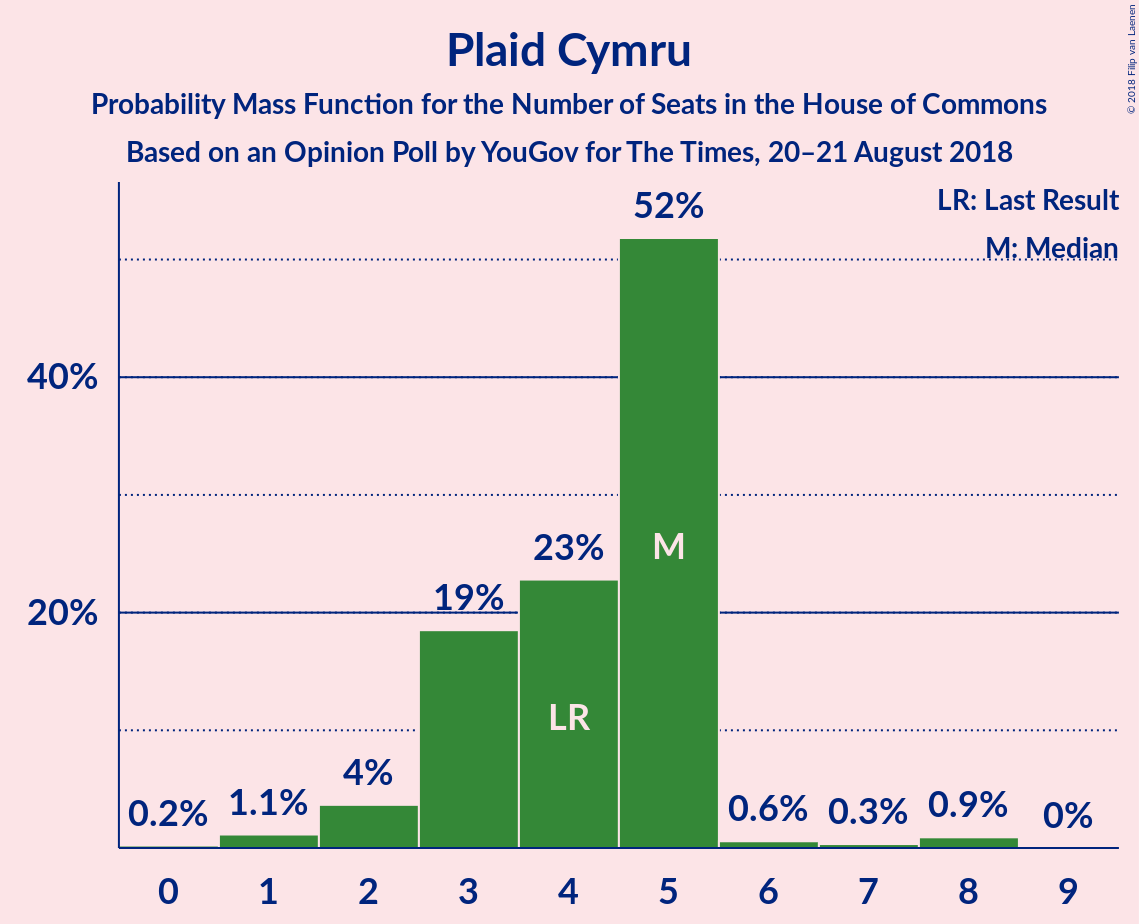 Plaid Cymru
Probability Mass Function for the Number of Seats in the House of Commons
Based on an Opinion Poll by YouGov for The Times, 20–21 August 2018
© 2018 Filip van Laenen
LR: Last Result
M: Median
52%
40%
23%
19%
20%
M
LR
4%
1.1%
0.2%
0.6%
0.3%
0.9%
0%
0 1 2 3 4 5 6 7 8 9